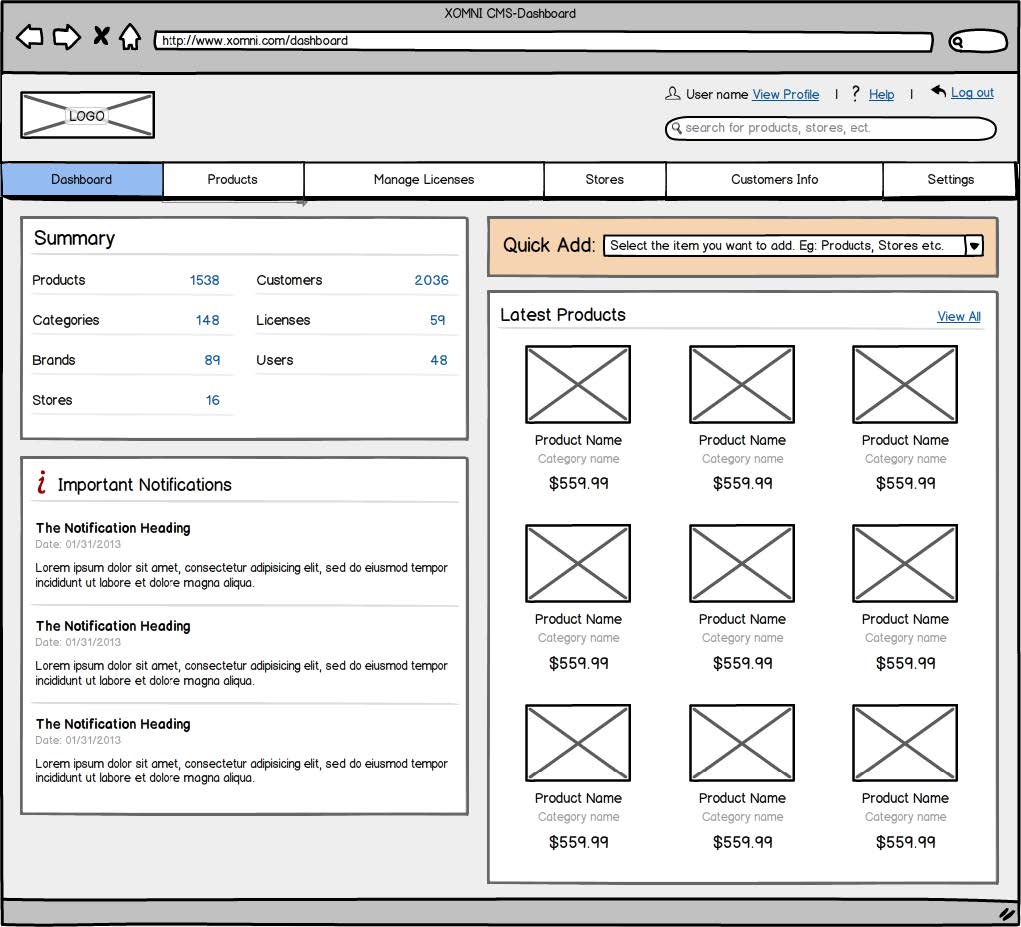 XOMNI CMS-Dashboard
http://www.xomni.com/dashboard
LOGO
User name View Profile | ? Help | Log out
search for products, stores, ect.
Dashboard Products Manage Licenses Stores Customers Info Settings
Summary
Products 1538 Customers 2036
Categories 148 Licenses 59
Brands 89 Users 48
Stores 16
i Important Notifications
The Notification Heading
Date: 01/31/2013
Lorem ipsum dolor sit amet, consectetur adipisicing elit, sed do eiusmod tempor
incididunt ut labore et dolore magna aliqua.
The Notification Heading
Date: 01/31/2013
Lorem ipsum dolor sit amet, consectetur adipisicing elit, sed do eiusmod tempor
incididunt ut labore et dolore magna aliqua.
The Notification Heading
Date: 01/31/2013
Lorem ipsum dolor sit amet, consectetur adipisicing elit, sed do eiusmod tempor
incididunt ut labore et dolore magna aliqua.
Quick Add: Select the item you want to add. Eg: Products, Stores etc.
Latest Products View All
Product Name Product Name Product Name
Category name Category name Category name
$559.99 $559.99 $559.99
Product Name Product Name Product Name
Category name Category name Category name
$559.99 $559.99 $559.99
Product Name Product Name Product Name
Category name Category name Category name
$559.99 $559.99 $559.99